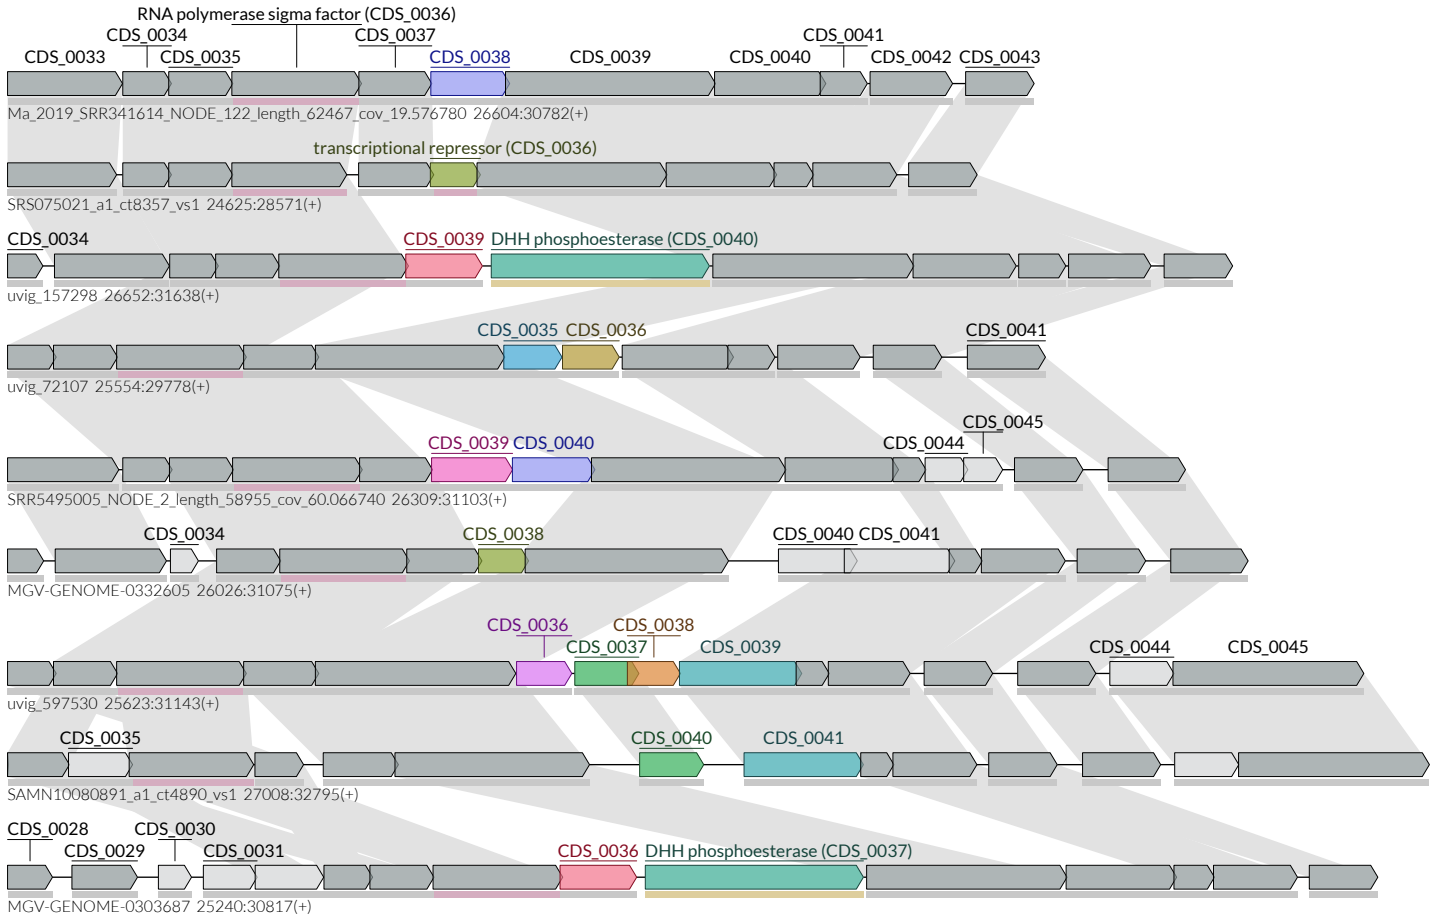 RNA polymerase sigma factor (CDS_0036)
CDS_0034 CDS_0037 CDS_0041
CDS_0033 CDS_0035 CDS_0038 CDS_0039 CDS_0040 CDS_0042 CDS_0043
Ma_2019_SRR341614_NODE_122_length_62467_cov_19.576780 26604:30782(+)
transcriptional repressor (CDS_0036)
SRS075021_a1_ct8357_vs1 24625:28571(+)
CDS_0034 CDS_0039 DHH phosphoesterase (CDS_0040)
uvig_157298 26652:31638(+)
CDS_0035 CDS_0036 CDS_0041
uvig_72107 25554:29778(+)
CDS_0045
CDS_0039 CDS_0040 CDS_0044
SRR5495005_NODE_2_length_58955_cov_60.066740 26309:31103(+)
CDS_0034 CDS_0038 CDS_0040 CDS_0041
MGV-GENOME-0332605 26026:31075(+)
CDS_0036 CDS_0038
CDS_0037 CDS_0039 CDS_0044 CDS_0045
uvig_597530 25623:31143(+)
CDS_0035 CDS_0040 CDS_0041
SAMN10080891_a1_ct4890_vs1 27008:32795(+)
CDS_0028 CDS_0030
CDS_0029 CDS_0031 CDS_0036 DHH phosphoesterase (CDS_0037)
MGV-GENOME-0303687 25240:30817(+)